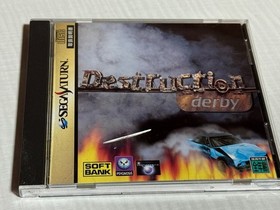 SEGA SATURN
Destruction
derby
SOFT
BANK